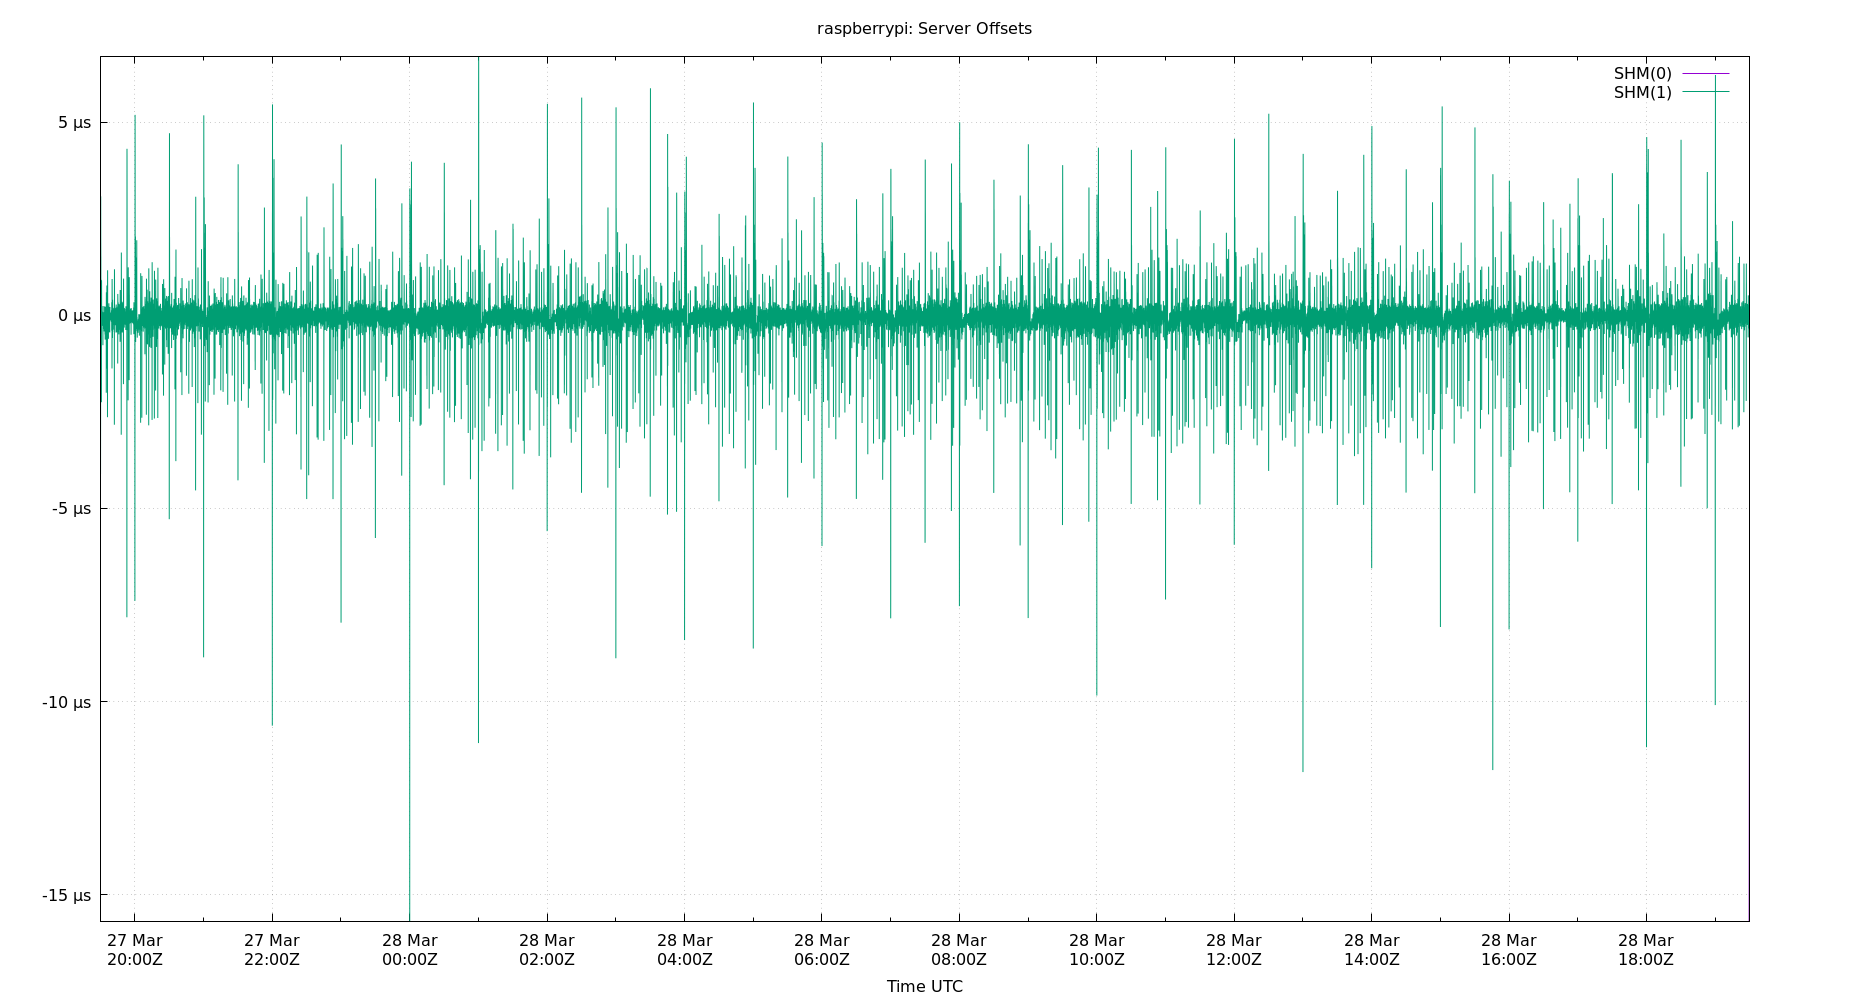 raspberrypi: Server Offsets
SHM(0)
SHM(1)
5 µs
0 µs
-5 µs
-10 µs
-15 µs
27 Mar 27 Mar 28 Mar 28 Mar 28 Mar 28 Mar 28 Mar 28 Mar 28 Mar 28 Mar 28 Mar 28 Mar
20:00Z 22:00Z 00:00Z 02:00Z 04:00Z 06:00Z 08:00Z 10:00Z 12:00Z 14:00Z 16:00Z 18:00Z
Time UTC